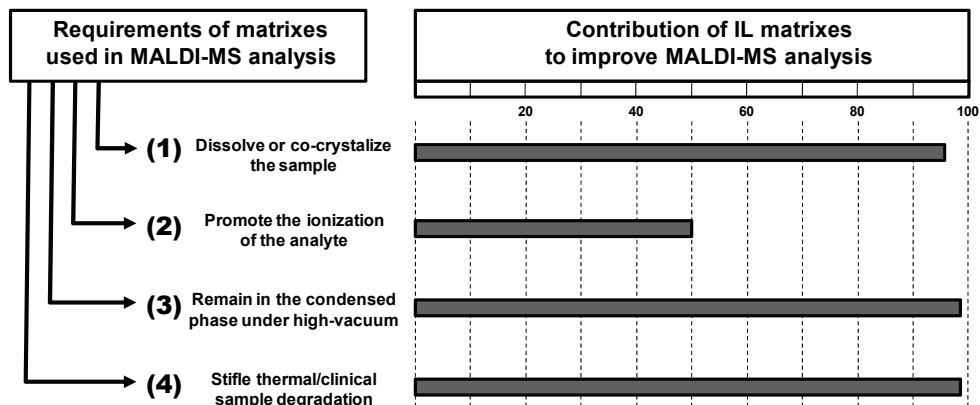 Requirements of matrixes
used in MALDI-MS analysis
Contribution of IL matrixes
to improve MALDI-MS analysis
20 40 60 80 100
(1) Dissolve or co-crystalize
the sample
(2) Promote the ionization
of the analyte
(3) Remain in the condensed
phase under high-vacuum
(4) Stifle thermal/clinical
sample degradation